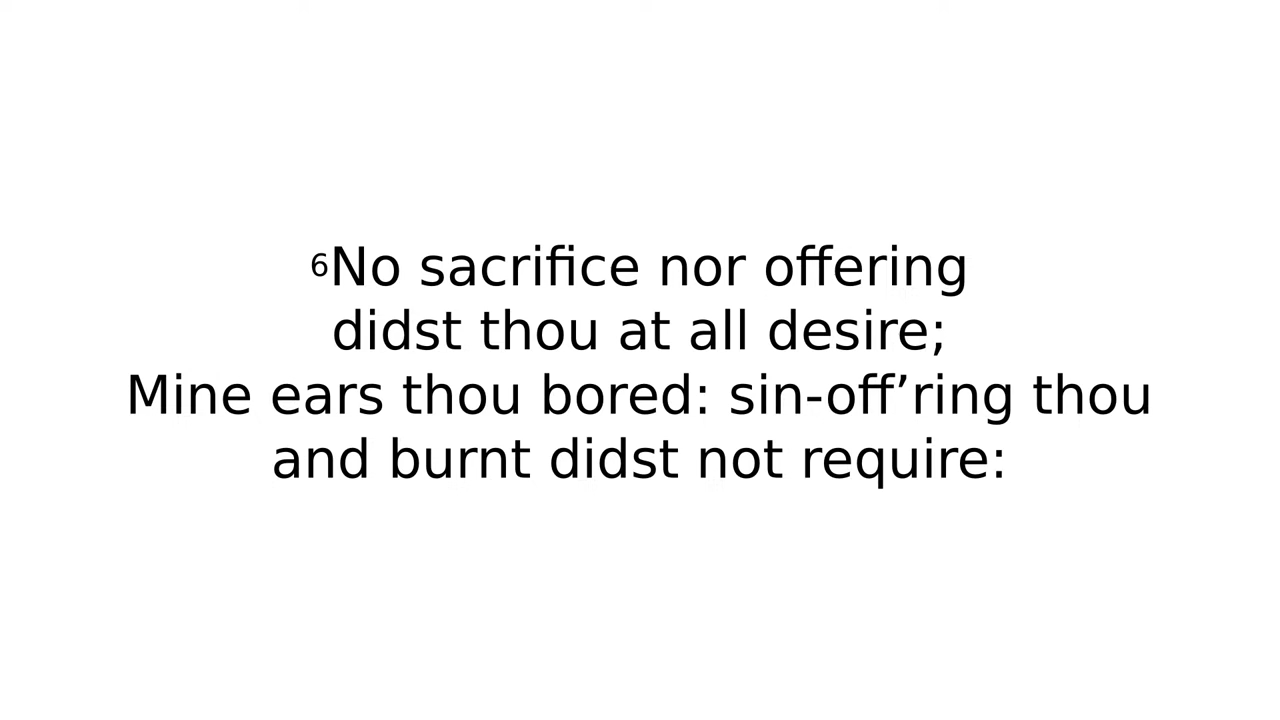 ⁶No sacrifice nor offering
didst thou at all desire;
Mine ears thou bored: sin-off’ring thou
and burnt didst not require: